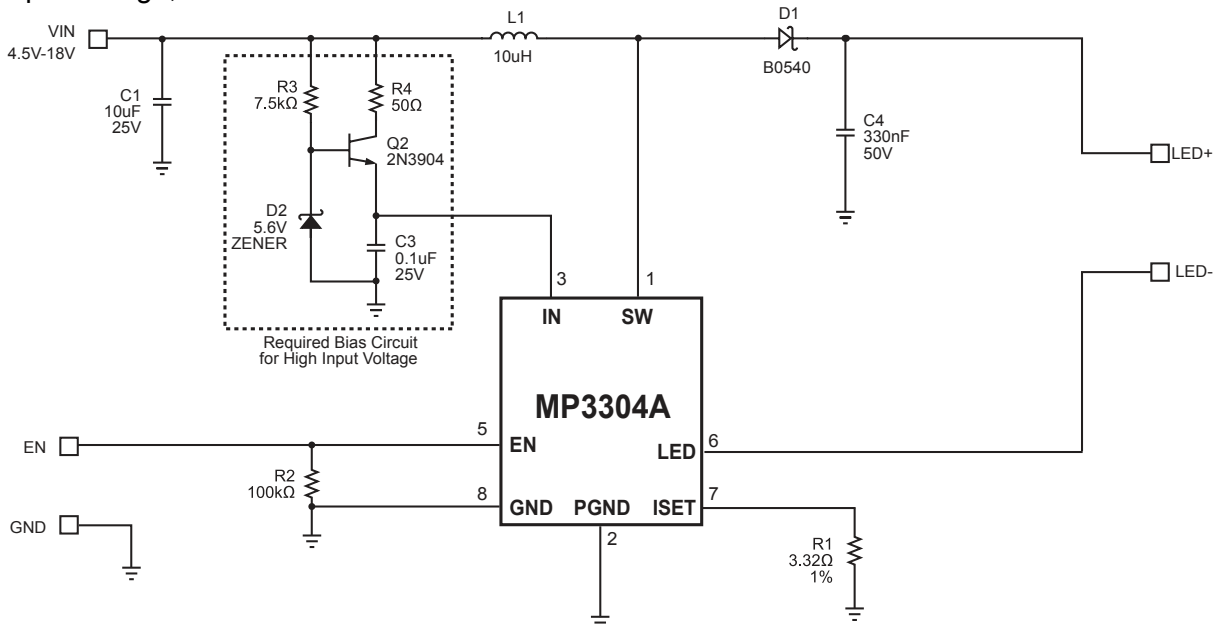 VIN
4.5V-18V
C1
10uF
25V
R3
7.5kΩ
R4
50Ω
Q2
2N3904
D2
5.6V
ZENER
C3
0.1uF
25V
Required Bias Circuit
for High Input Voltage
L1
10uH
D1
B0540
C4
330nF
50V
LED+
LED-
3
1
IN
SW
MP3304A
EN
5
EN
R2
100kΩ
8
GND
PGND
ISET
LED
6
7
2
GND
R1
3.32Ω
1%